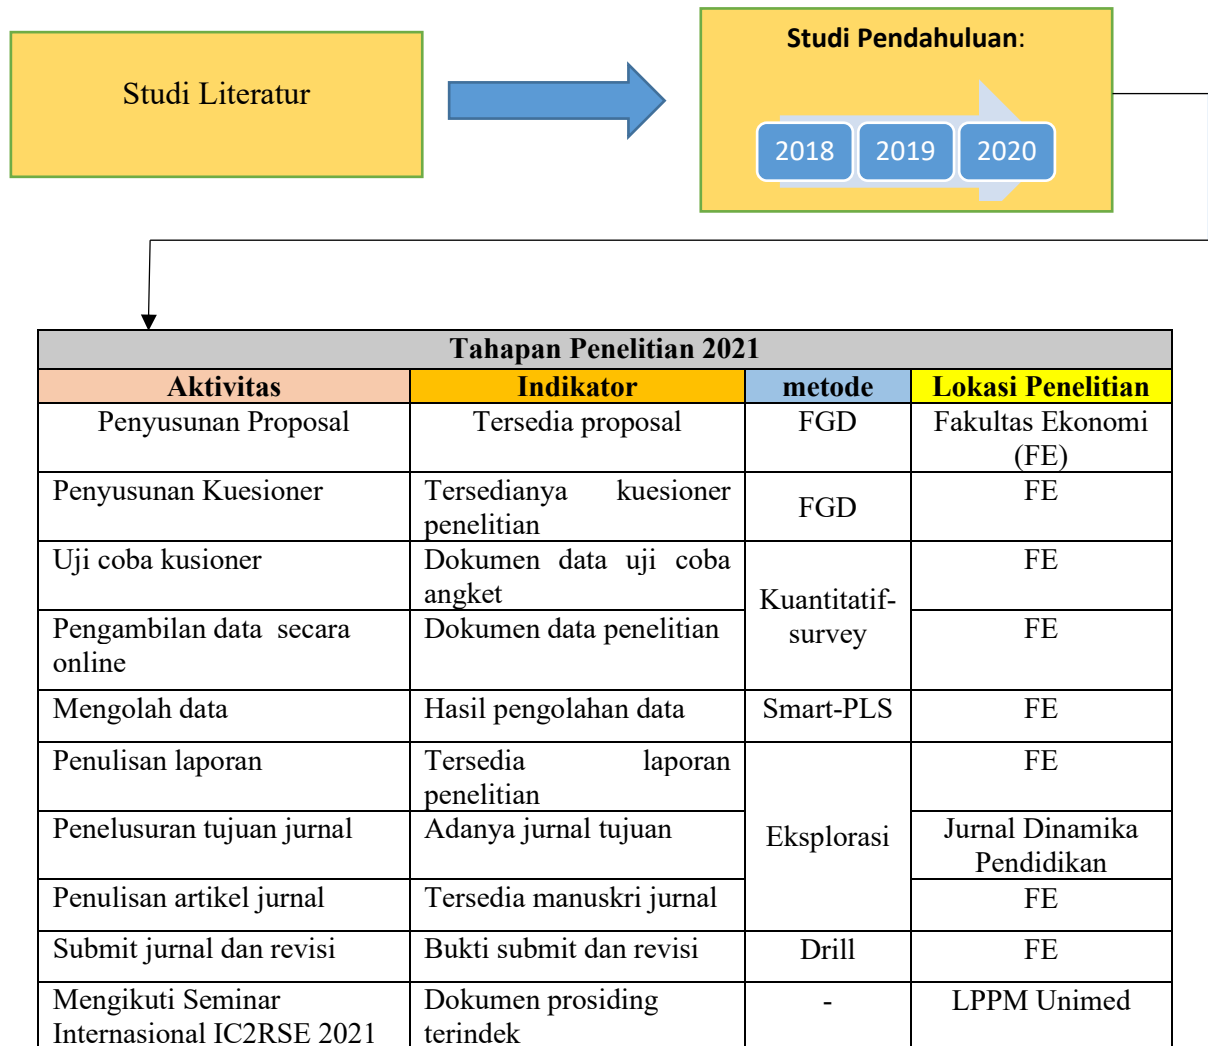 Studi Literatur
Studi Pendahuluan:
2018 2019 2020
Tahapan Penelitian 2021
Aktivitas Indikator metode Lokasi Penelitian
Penyusunan Proposal Tersedia proposal FGD Fakultas Ekonomi
(FE)
Penyusunan Kuesioner Tersedianya kuesioner
penelitian FGD FE
Uji coba kusioner Dokumen data uji coba
angket Kuantitatif-
survey FE
Pengambilan data secara
online Dokumen data penelitian FE
Mengolah data Hasil pengolahan data Smart-PLS FE
Penulisan laporan Tersedia laporan
penelitian Eksplorasi FE
Penelusuran tujuan jurnal Adanya jurnal tujuan Jurnal Dinamika
Pendidikan
Penulisan artikel jurnal Tersedia manuskri jurnal FE
Submit jurnal dan revisi Bukti submit dan revisi Drill FE
Mengikuti Seminar Dokumen prosiding - LPPM Unimed
Internasional IC2RSE 2021 terindek